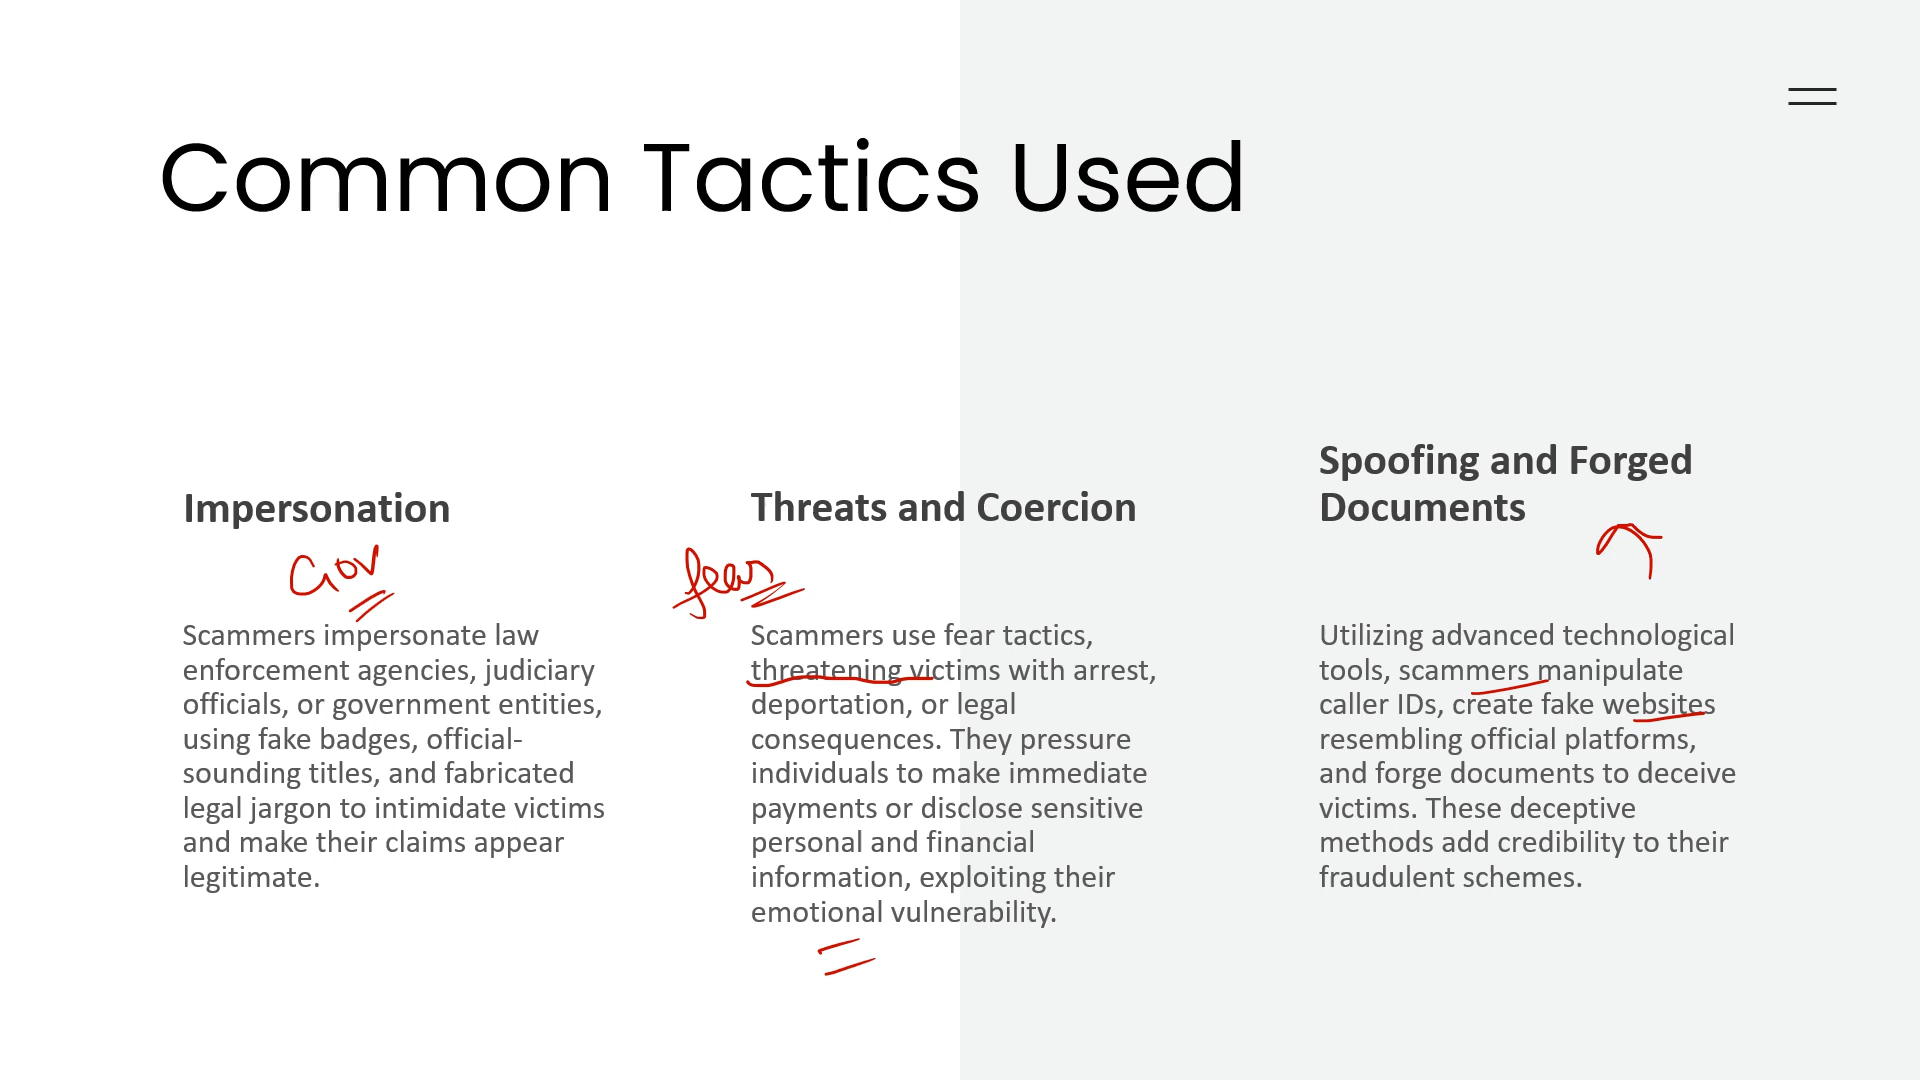 Common Tactics Used
Impersonation
Gov
Scammers impersonate law
enforcement agencies, judiciary
officials, or government entities,
using fake badges, official-
sounding titles, and fabricated
legal jargon to intimidate victims
and make their claims appear
legitimate.
Threats and Coercion
fear
Scammers use fear tactics,
threatening victims with arrest,
deportation, or legal
consequences. They pressure
individuals to make immediate
payments or disclose sensitive
personal and financial
information, exploiting their
emotional vulnerability.
Spoofing and Forged
Documents
Utilizing advanced technological
tools, scammers manipulate
caller IDs, create fake websites
resembling official platforms,
and forge documents to deceive
victims. These deceptive
methods add credibility to their
fraudulent schemes.